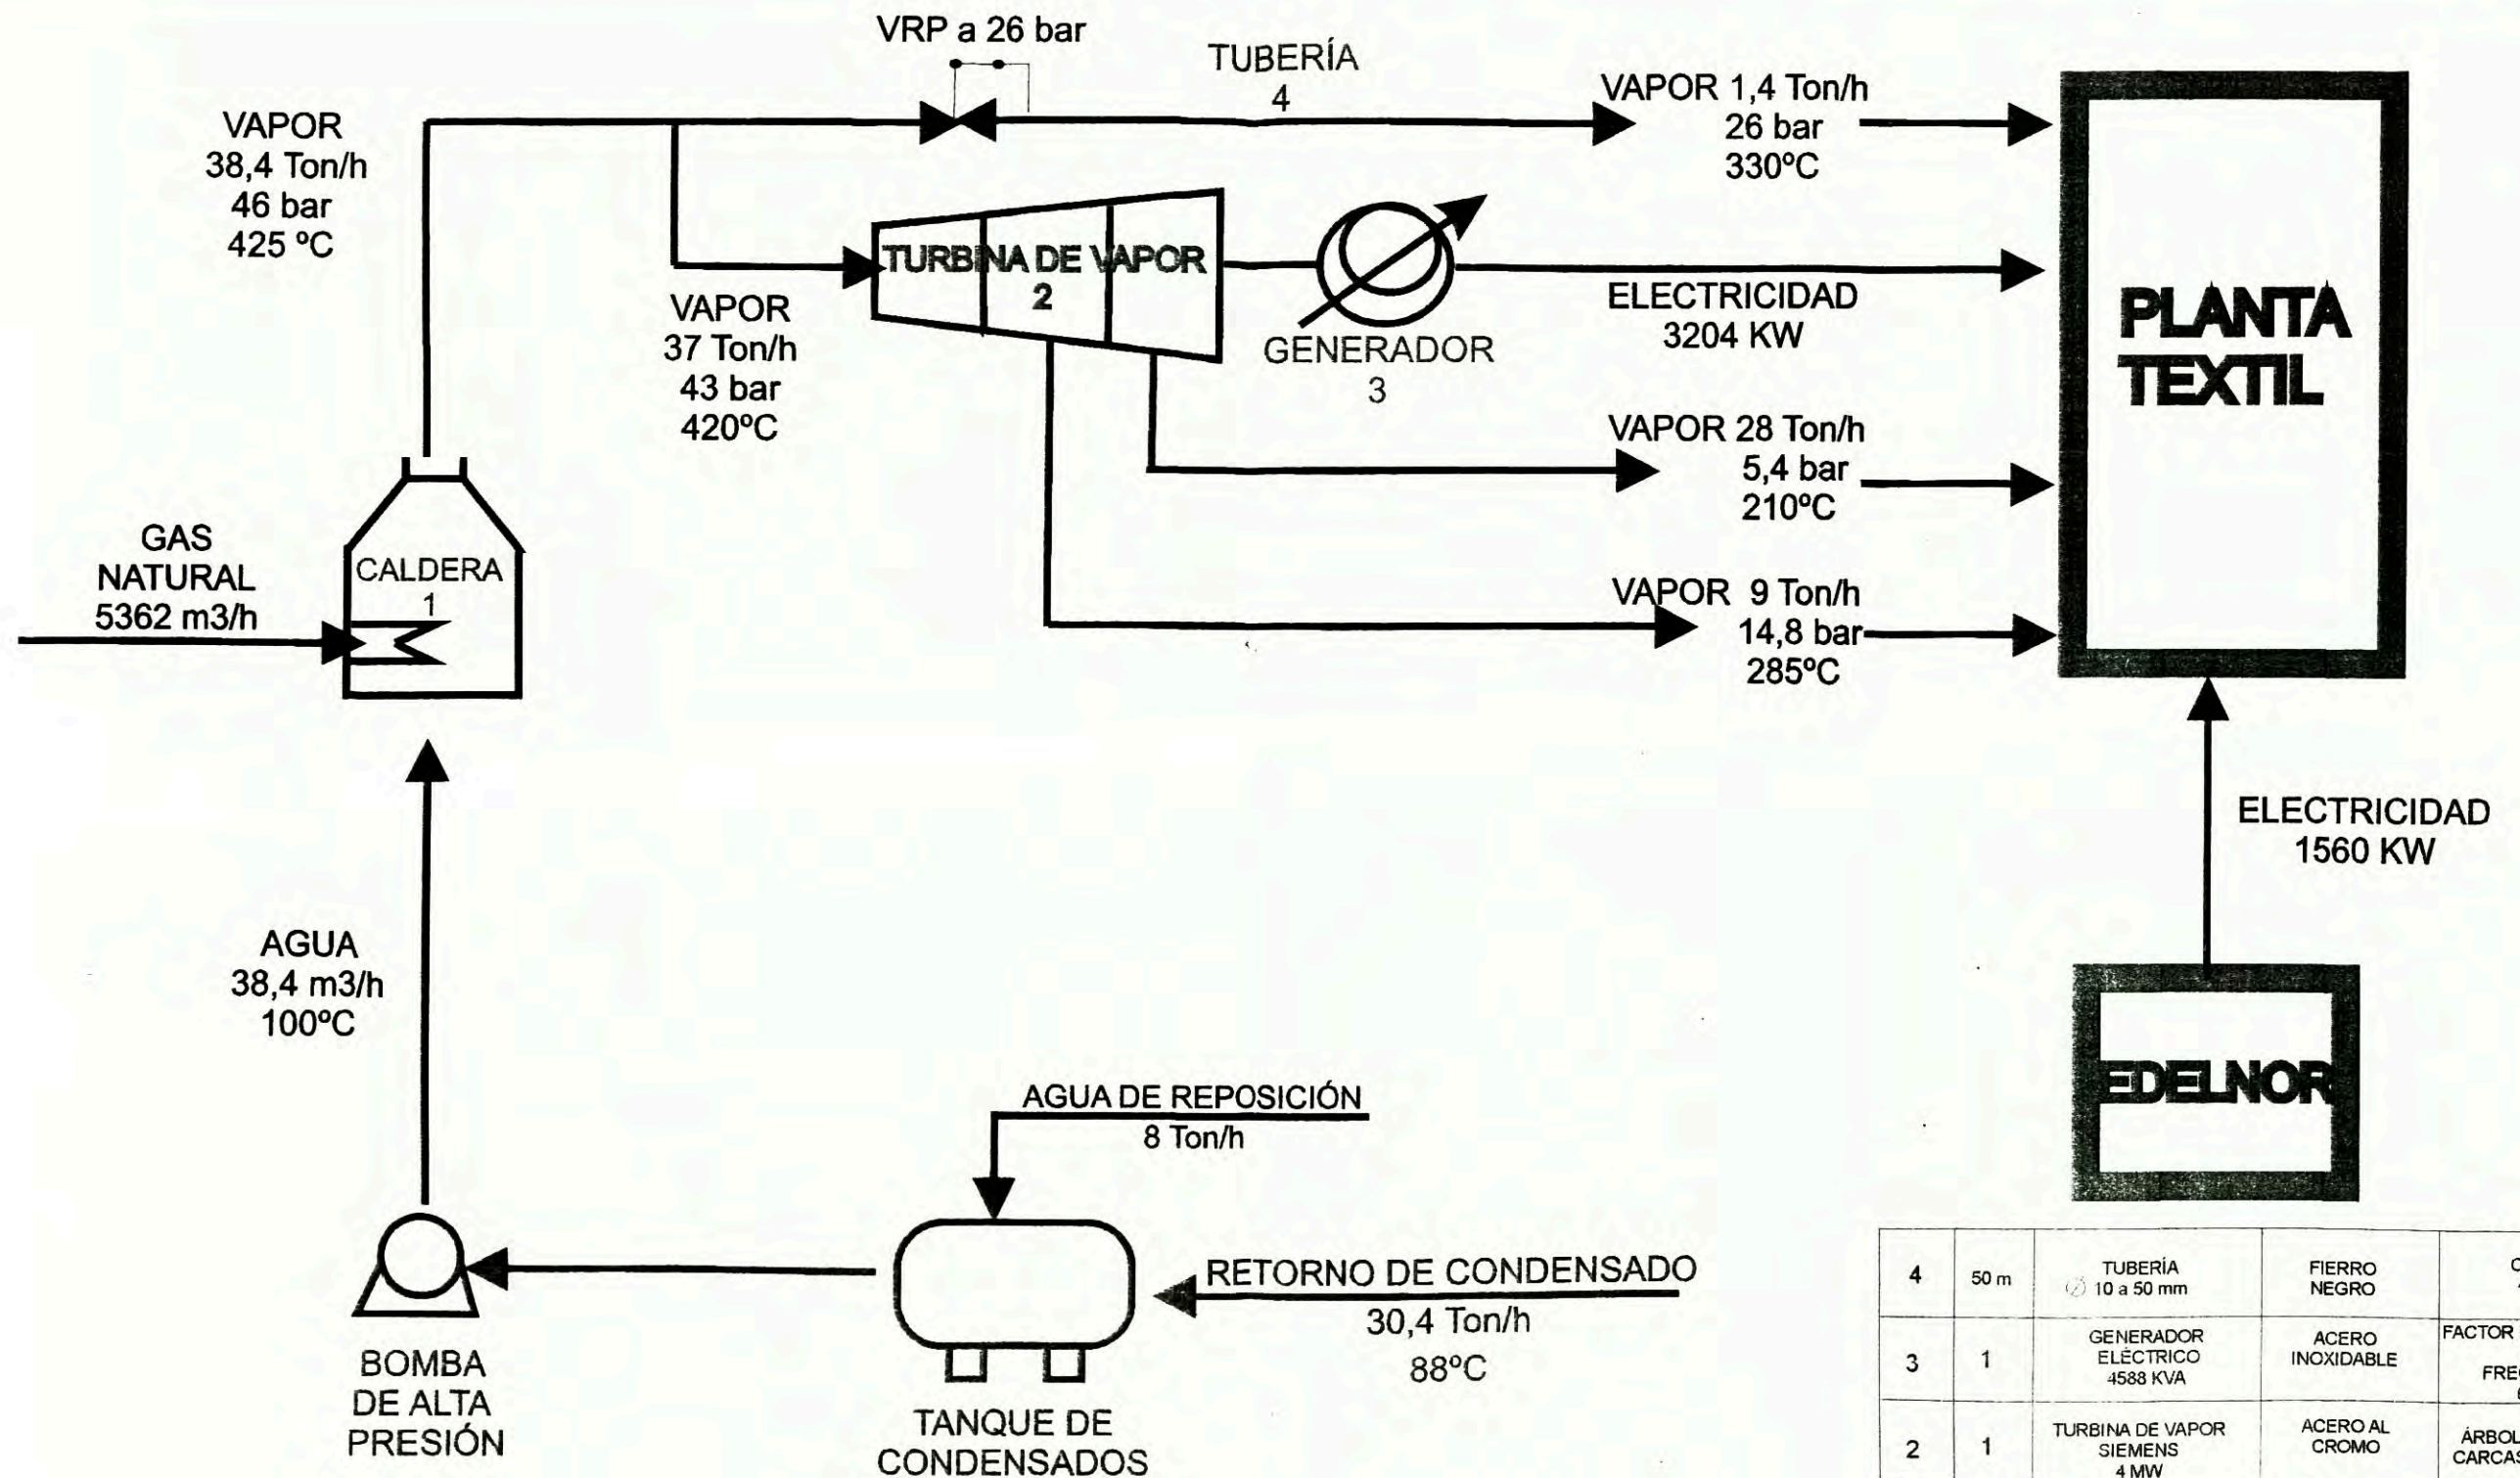 VRP a 26 bar
TUBERÍA
4
VAPOR
38,4 Ton/h
46 bar
425 ºC
VAPOR 1,4 Ton/h
26 bar
330ºC
TURBINA DE VAPOR
2
VAPOR
37 Ton/h
43 bar
420ºC
GENERADOR
3
ELECTRICIDAD
3204 KW
PLANTA
TEXTIL
VAPOR 28 Ton/h
5,4 bar
210ºC
GAS
NATURAL
5362 m3/h
CALDERA
1
VAPOR 9 Ton/h
14,8 bar
285ºC
ELECTRICIDAD
1560 KW
AGUA
38,4 m3/h
100ºC
EDELNOR
AGUA DE REPOSICIÓN
8 Ton/h
RETORNO DE CONDENSADO
30,4 Ton/h
88ºC
BOMBA
DE ALTA
PRESIÓN
TANQUE DE
CONDENSADOS
4
50 m
TUBERÍA
∅ 10 a 50 mm
FIERRO
NEGRO
3
1
GENERADOR
ELÉCTRICO
4588 KVA
ACERO
INOXIDABLE
FACTOR
2
1
TURBINA DE VAPOR
SIEMENS
4 MW
ACERO AL
CROMO